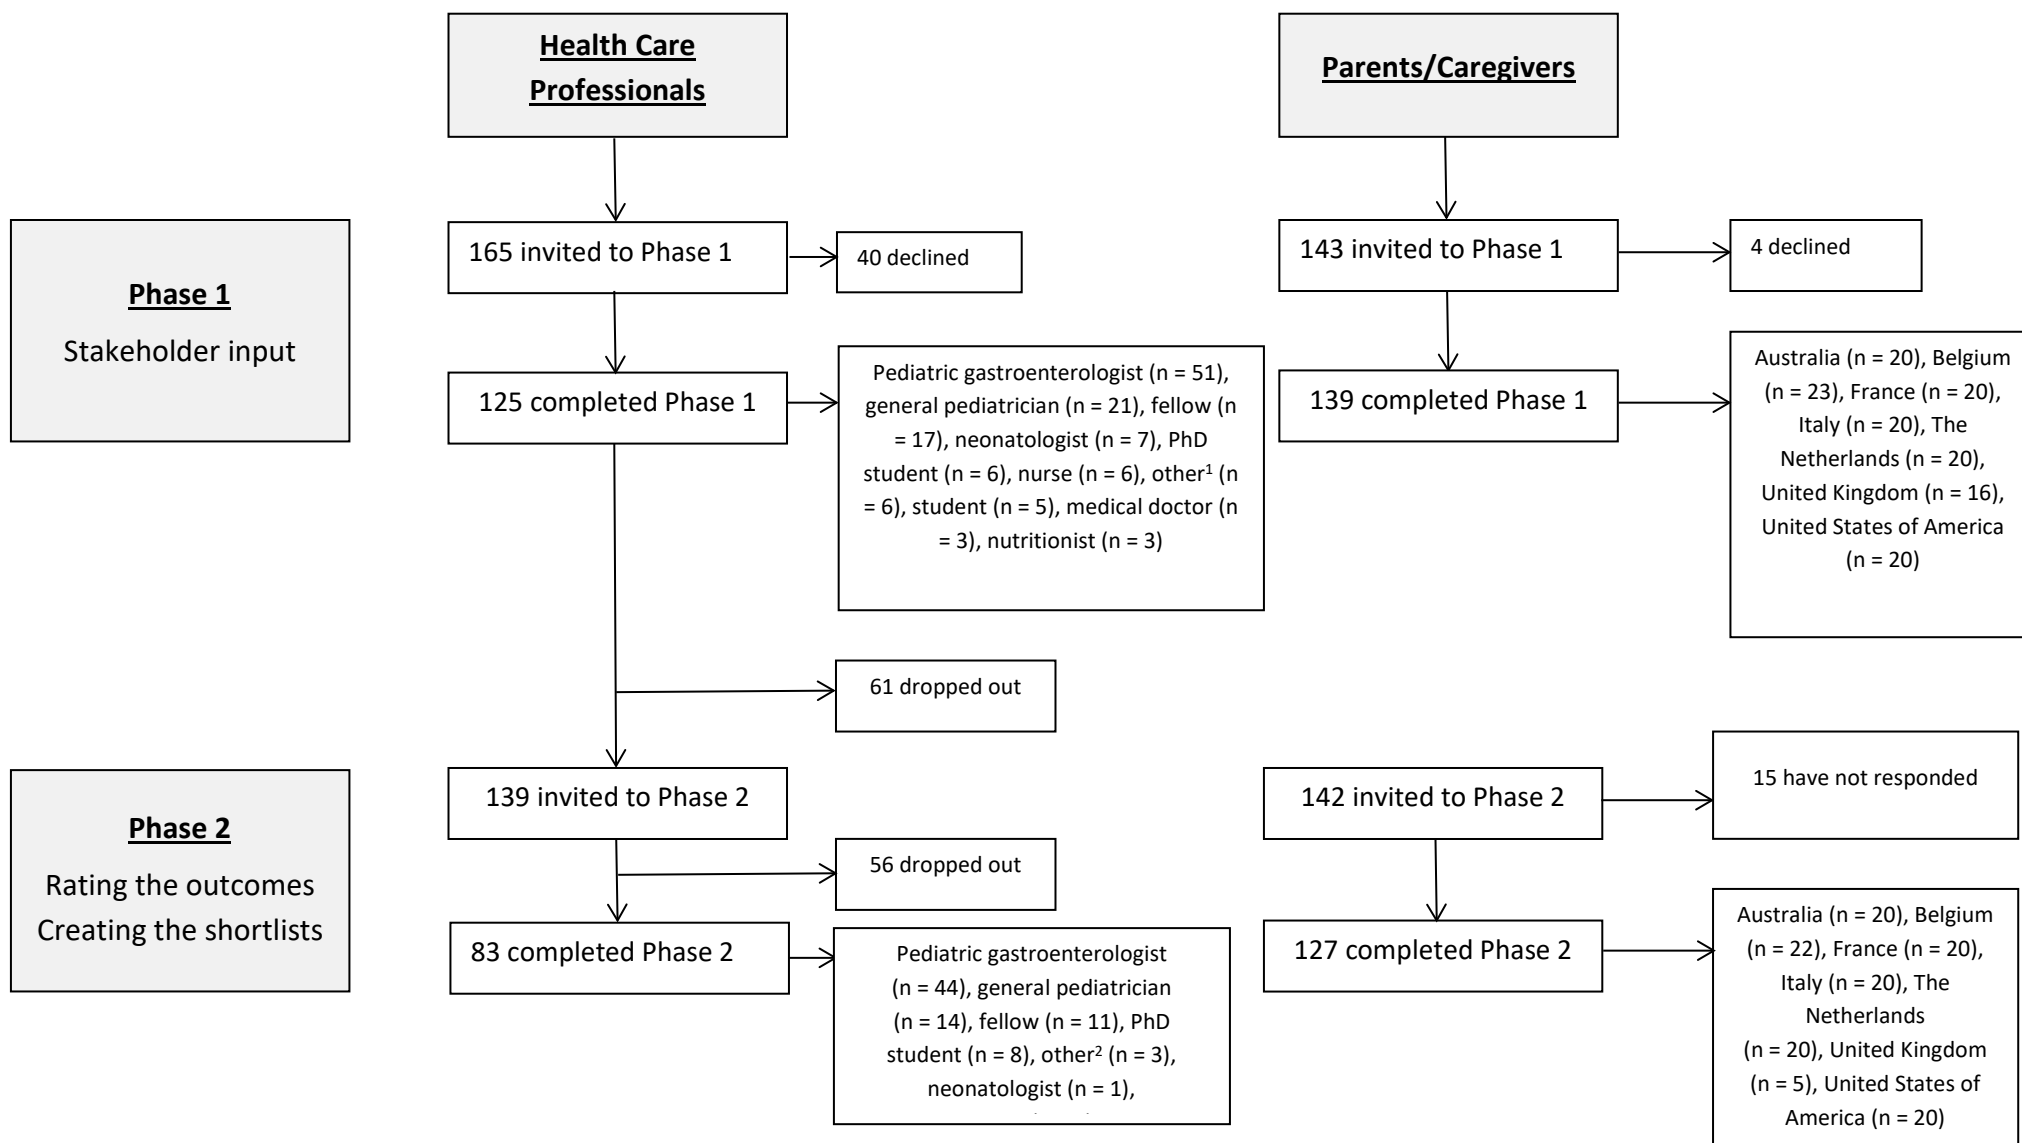 Health Care
Professionals
Parents/Caregivers
Phase 1
Stakeholder input
165 invited to Phase 1
40 declined
143 invited to Phase 1
4 declined
125 completed Phase 1
Pediatric gastroenterologist (n = 51),
general pediatrician (n = 21), fellow (n
= 17), neonatologist (n = 7), PhD
student (n = 6), nurse (n = 6), other¹ (n
= 6), student (n = 5), medical doctor (n
= 3), nutritionist (n = 3)
139 completed Phase 1
Australia (n = 20), Belgium
(n = 23), France (n = 20),
Italy (n = 20), The
Netherlands (n = 20),
United Kingdom (n = 16),
United States of America
(n = 20)
61 dropped out
Phase 2
Rating the outcomes
Creating the shortlists
139 invited to Phase 2
142 invited to Phase 2
15 have not responded
56 dropped out
83 completed Phase 2
Pediatric gastroenterologist
(n = 44), general pediatrician
(n = 14), fellow (n = 11), PhD
student (n = 8), other² (n = 3),
neonatologist (n = 1),
127 completed Phase 2
Australia (n = 20), Belgium
(n = 22), France (n = 20),
Italy (n = 20), The
Netherlands
(n = 20), United Kingdom
(n = 5), United States of
America (n = 20)